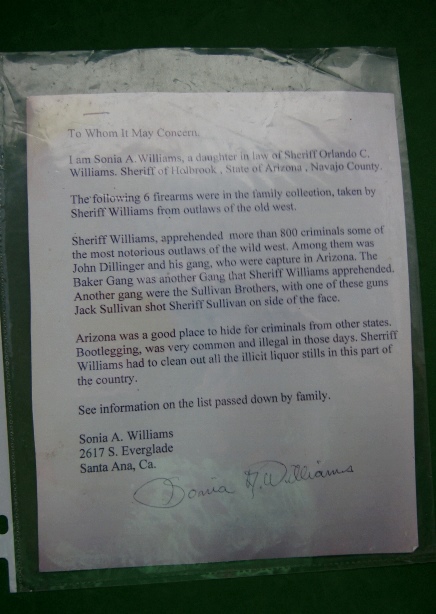 To Whom It May Concern,
I am Sonia A. Williams, a daughter in law of Sheriff Orlando C.
Williams. Sheriff of Holbrook , State of Arizona , Navajo County.
The following 6 firearms were in the family collection, taken by
Sheriff Williams from outlaws of the old west.
Sheriff Williams, apprehended more than 800 criminals some of
the most notorious outlaws of the wild west. Among them was
John Dillinger and his gang, who were capture in Arizona. The
Baker Gang was another Gang that Sheriff Williams apprehended.
Another gang were the Sullivan Brothers, with one of these guns
Jack Sullivan shot Sheriff Sullivan on side of the face.
Arizona was a good place to hide for criminals from other states.
Bootlegging, was very common and illegal in those days. Sherriff
Williams had to clean out all the illicit liquor stills in this part of
the country.
See information on the list passed down by family.
Sonia A. Williams
2617 S. Everglade
Santa Ana, Ca.
Sonia A. Williams